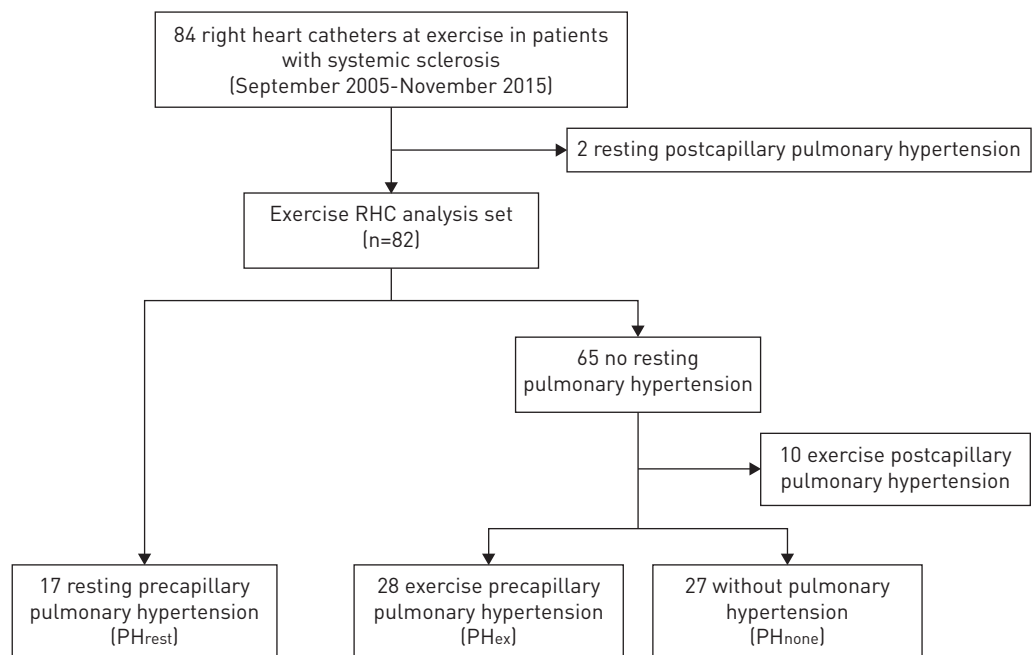 84 right heart catheters at exercise in patients
with systemic sclerosis
(September 2005-November 2015)
2 resting postcapillary pulmonary hypertension
Exercise RHC analysis set
(n=82)
65 no resting
pulmonary hypertension
10 exercise postcapillary
pulmonary hypertension
17 resting precapillary
pulmonary hypertension
(PHrest)
28 exercise precapillary
pulmonary hypertension
(PHex)
27 without pulmonary
hypertension
(PHnone)